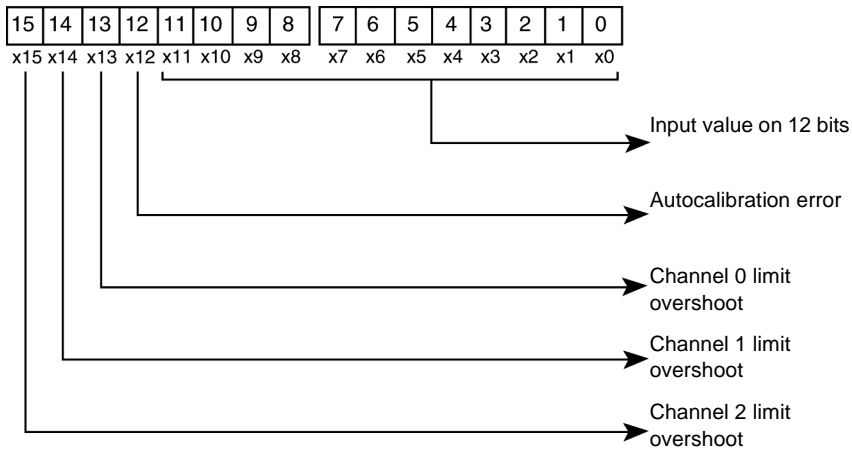 15 14 13 12 11 10 9 8 7 6 5 4 3 2 1 0
x15 x14 x13 x12 x11 x10 x9 x8 x7 x6 x5 x4 x3 x2 x1 x0
Input value on 12 bits
Autocalibration error
Channel 0 limit
overshoot
Channel 1 limit
overshoot
Channel 2 limit
overshoot